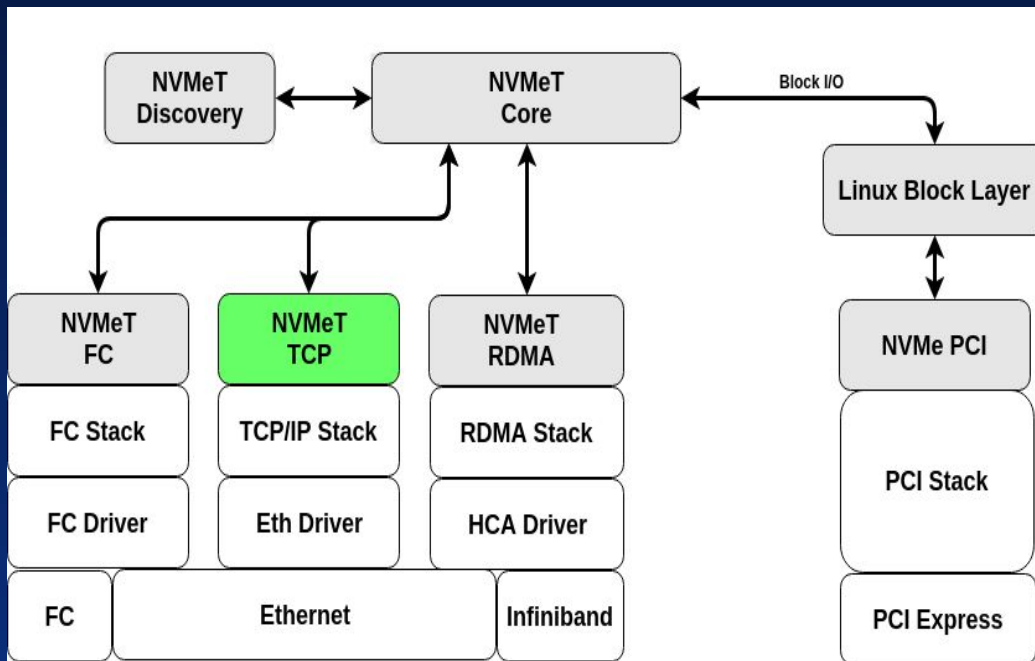 NVMeT
Discovery
NVMeT
Core
Block I/O
Linux Block Layer
NVMeT
FC
NVMeT
TCP
NVMeT
RDMA
NVMe PCI
FC Stack
TCP/IP Stack
RDMA Stack
PCI Stack
FC Driver
Eth Driver
HCA Driver
FC
Ethernet
Infiniband
PCI Express